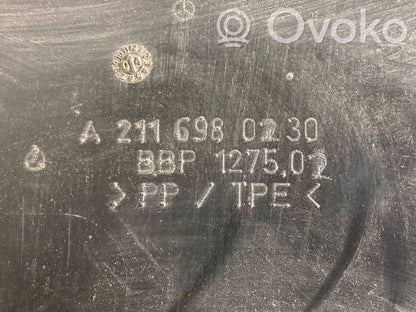 Ovoko
A 211 698 02 30
BBP 1275.02
>PP / TPE<